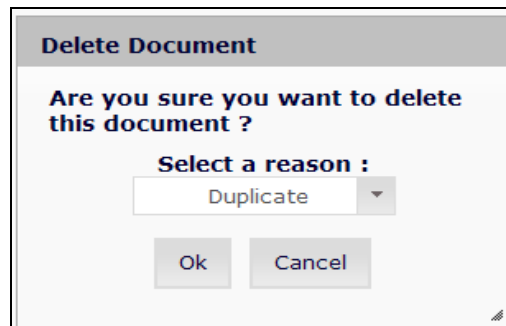 Delete Document
Are you sure you want to delete
this document ?
Select a reason :
Duplicate
Ok Cancel